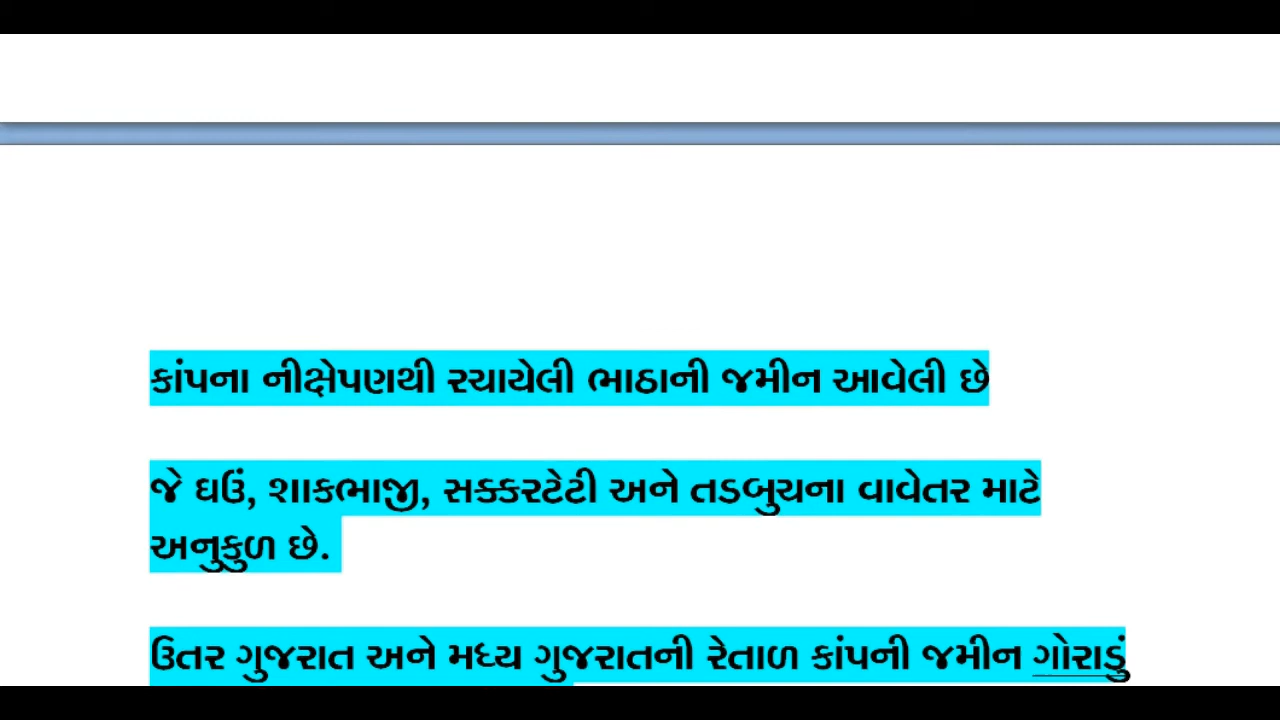 કાંપના નીક્ષેપણથી રચાયેલી ભાઠાની જમીન આવેલી છે
જે ઘઉં, શાકભાજી, સક્કરટેટી અને તડબુચના વાવેતર માટે
અનુકુળ છે.
ઉતર ગુજરાત અને મધ્ય ગુજરાતની રેતાળ કાંપની જમીન ગોરાડું